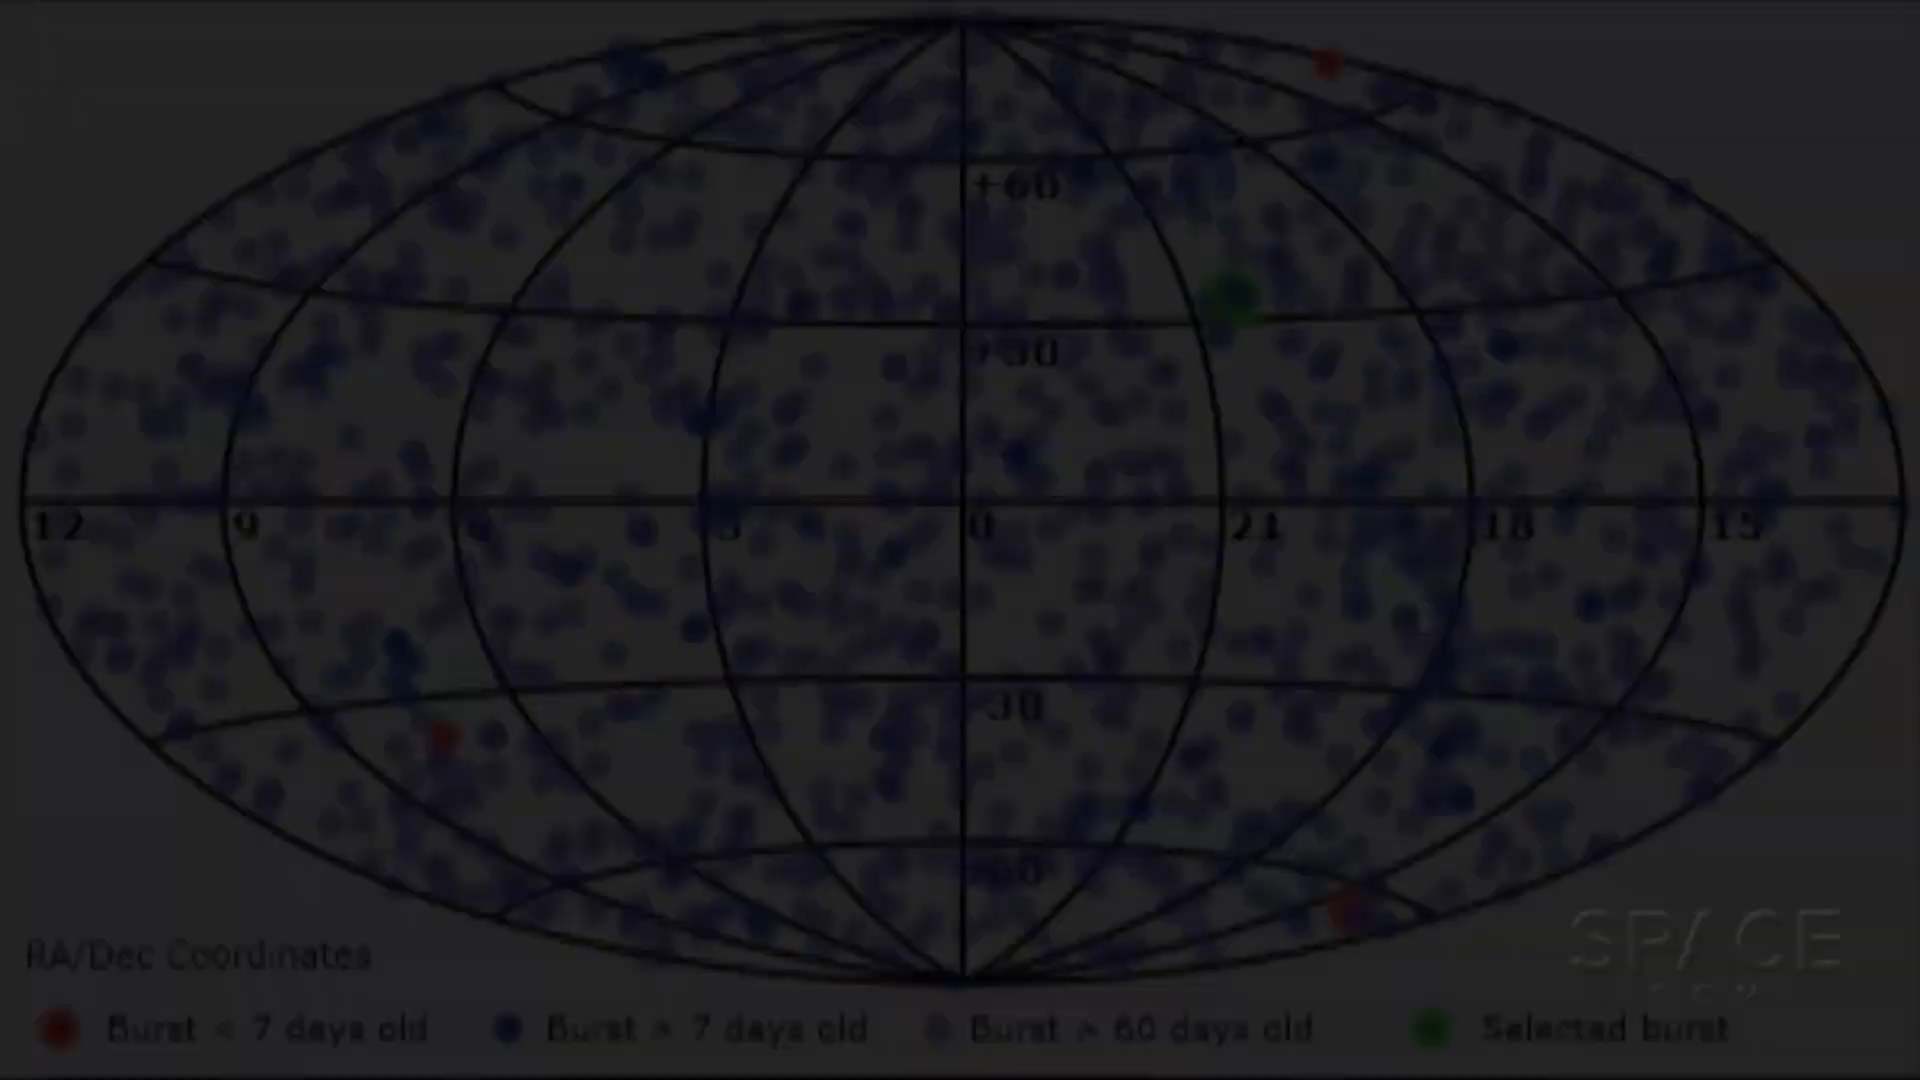 +60
+30
12 9 6 3 0 21 18 15
-30
-60
RA/Dec Coordinates
SPACE
Burst < 7 days old Burst > 7 days old Burst > 60 days old Selected burst